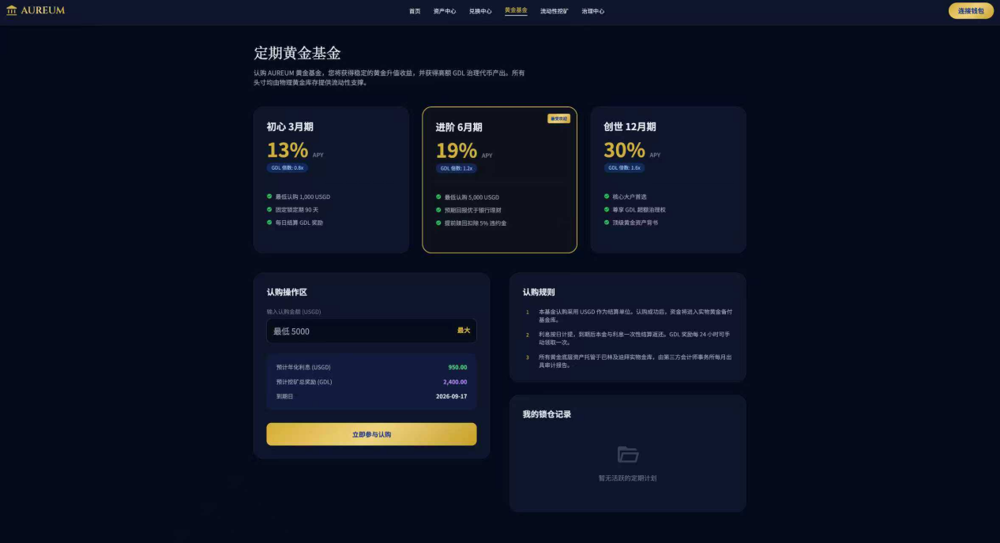 AUREUM
首页
资产中心
兑换中心
黄金基金
流动性挖矿
治理中心
连接钱包
定期黄金基金
认购 AUREUM 黄金基金，您将获得稳定的黄金升值收益，并获得高额 GDL 治理代币产出。所有
头寸均由物理黄金库存提供流动性支撑。
初心 3月期
13% APY
GDL 倍数: 0.8x
最低认购 1,000 USGD
固定锁定期 90 天
每日结算 GDL 奖励
最受欢迎
进阶 6月期
19% APY
GDL 倍数: 1.2x
最低认购 5,000 USGD
预期回报优于银行理财
提前赎回扣除 5% 违约金
创世 12月期
30% APY
GDL 倍数: 1.6x
核心大户首选
尊享 GDL 超额治理权
顶级黄金资产背书
认购操作区
输入认购金额 (USGD)
最低 5000
最大
预计年化利息 (USGD) 950.00
预计挖矿总奖励 (GDL) 2,400.00
到期日 2026-09-17
立即参与认购
认购规则
1 本基金认购采用 USGD 作为结算单位。认购成功后，资金将进入实物黄金备付
基金库。
2 利息按日计提，到期后本金与利息一次性结算返还。GDL 奖励每 24 小时可手
动领取一次。
3 所有黄金底层资产托管于巴林及迪拜实物金库，由第三方会计师事务所每月出
具审计报告。
我的锁仓记录
暂无活跃的定期计划